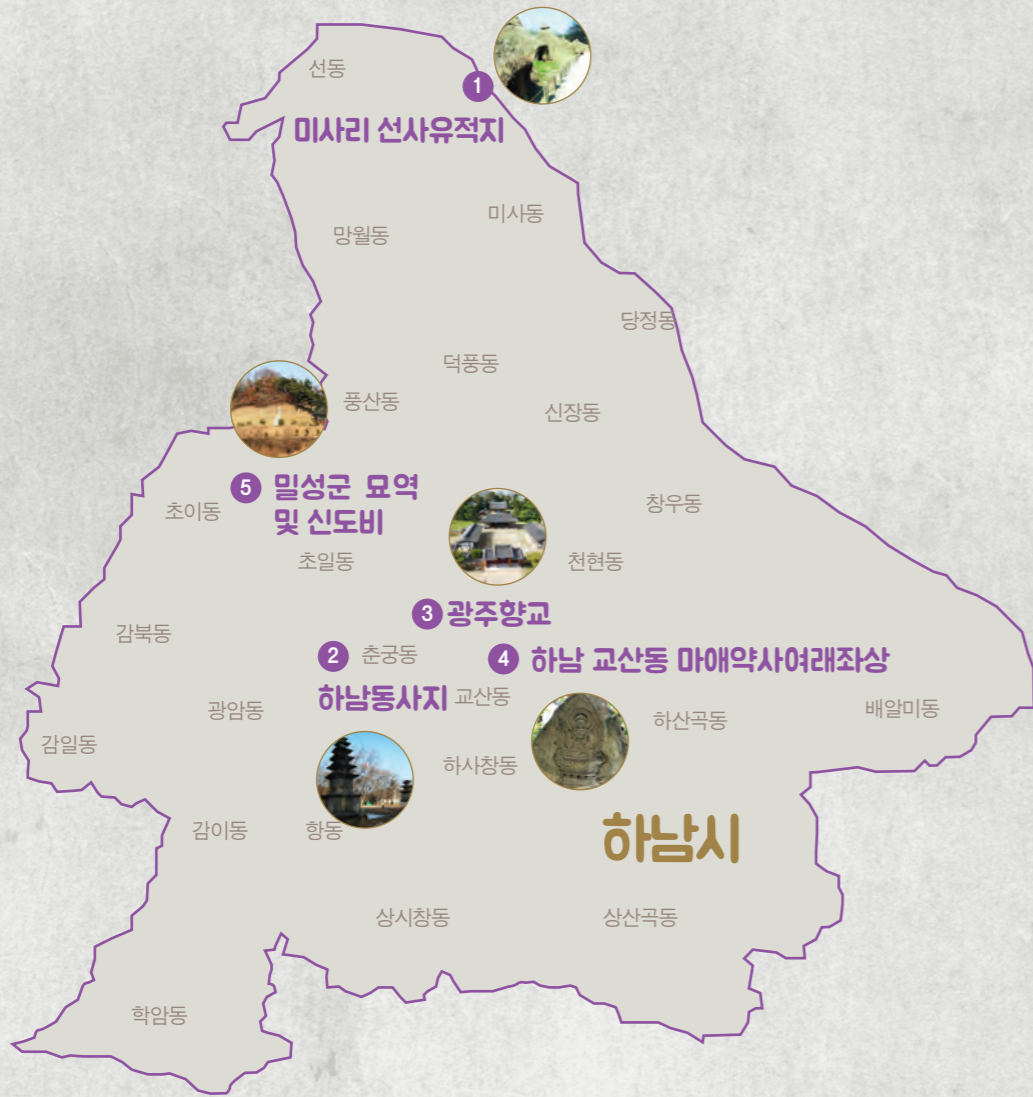 선동
1
미사리 선사유적지
미사동
망월동
당정동
덕풍동
풍산동
신장동
5 밀성군 묘역
및 신도비
초이동
창우동
초일동
천현동
3 광주향교
감북동
2 춘궁동
4 하남 교산동 마애약사여래좌상
하남동사지
교산동
광암동
하산곡동
배알미동
감일동
하사창동
감이동
항동
하남시
상시창동
상산곡동
학암동